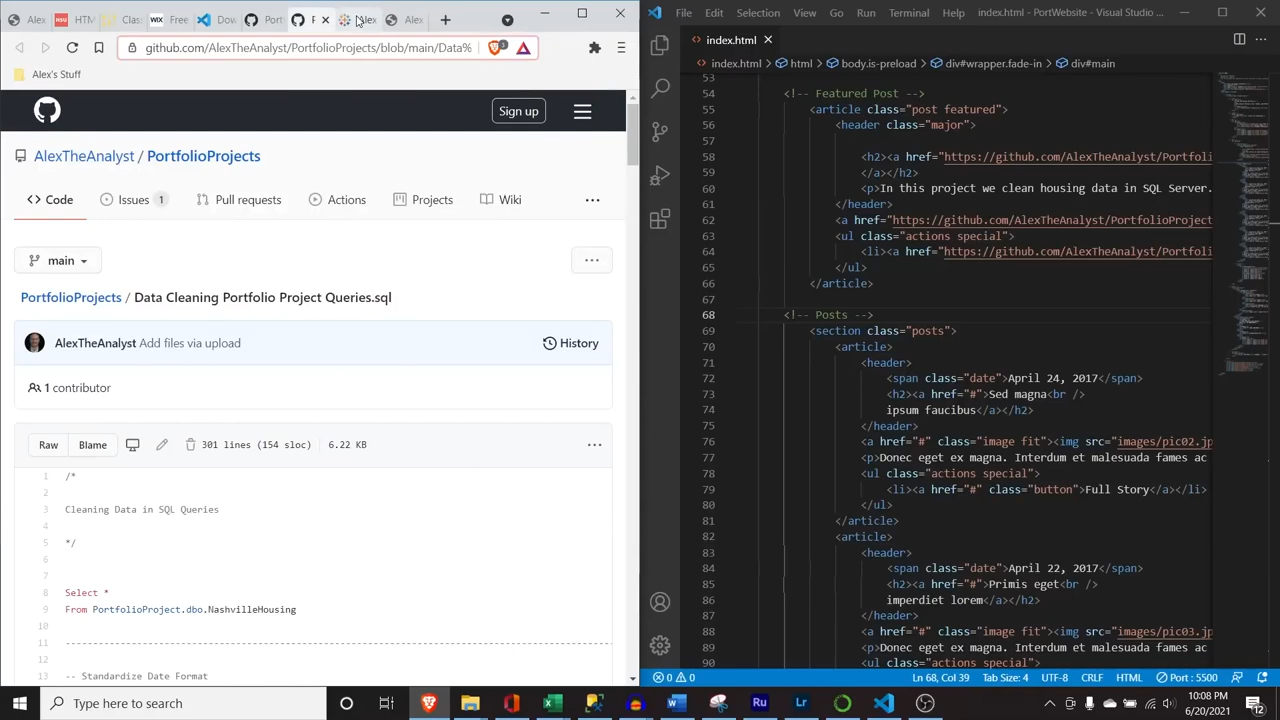 Alex
HTM
Clas
WIX Free
Dov
Port
P
Alex
Alex
github.com/AlexTheAnalyst/PortfolioProjects/blob/main/Data%
3
Alex's Stuff
Sign up
AlexTheAnalyst / PortfolioProjects
Code
Issues 1
Pull requests
Actions
Projects
Wiki
main
PortfolioProjects / Data Cleaning Portfolio Project Queries.sql
AlexTheAnalyst Add files via upload
History
1 contributor
Raw
Blame
301 lines (154 sloc)
6.22 KB
1 /*
2
3 Cleaning Data in SQL Queries
4
5 */
6
7
8 Select *
9 From PortfolioProject.dbo.NashvilleHousing
10
11 --------------------------------------------------------------------------
12
13 -- Standardize Date Format
File Edit Selection View Go Run Terminal Help index.html - PortWebsite - Visual Studio ...
index.html
index.html > html > body.is-preload > div#wrapper.fade-in > div#main
53
54 <!-- Featured Post -->
55 <article class="post featured">
56 <header class="major">
57
58 <h2><a href="https://github.com/AlexTheAnalyst/Portfoli
59 </a></h2>
60 <p>In this project we clean housing data in SQL Server.
61 </header>
62 <a href="https://github.com/AlexTheAnalyst/PortfolioProject
63 <ul class="actions special">
64 <li><a href="https://github.com/AlexTheAnalyst/Portfoli
65 </ul>
66 </article>
67
68 <!-- Posts -->
69 <section class="posts">
70 <article>
71 <header>
72 <span class="date">April 24, 2017</span>
73 <h2><a href="#">Sed magna<br />
74 ipsum faucibus</a></h2>
75 </header>
76 <a href="#" class="image fit"><img src="images/pic02.jp
77 <p>Donec eget ex magna. Interdum et malesuada fames ac
78 <ul class="actions special">
79 <li><a href="#" class="button">Full Story</a></li>
80 </ul>
81 </article>
82 <article>
83 <header>
84 <span class="date">April 22, 2017</span>
85 <h2><a href="#">Primis eget<br />
86 imperdiet lorem</a></h2>
87 </header>
88 <a href="#" class="image fit"><img src="images/pic03.jp
89 <p>Donec eget ex magna. Interdum et malesuada fames ac
90 <ul class="actions special">
0 0
Ln 68, Col 39
Tab Size: 4
UTF-8
CRLF
HTML
Port : 5500
Type here to search
Ru
Lr
10:08 PM
6/20/2021